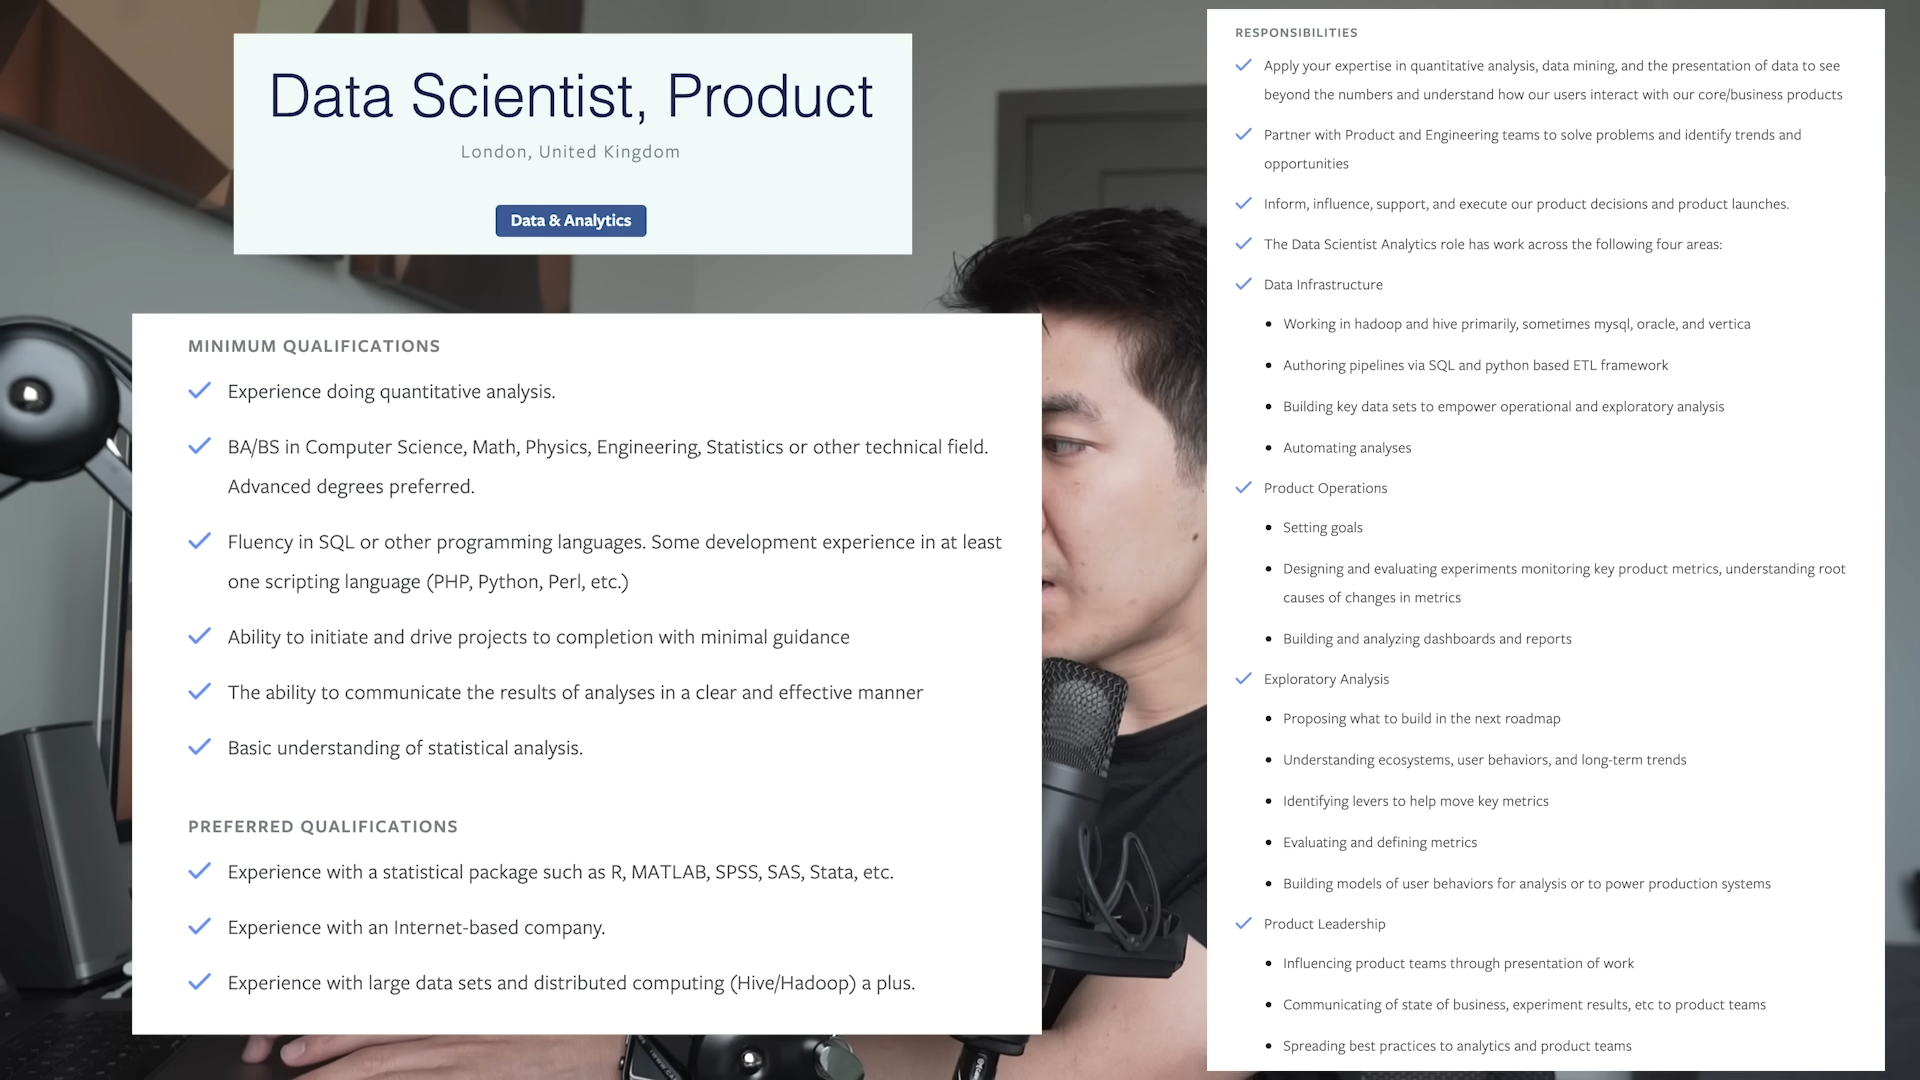 Data Scientist, Product
London, United Kingdom
Data & Analytics
MINIMUM QUALIFICATIONS
Experience doing quantitative analysis.
BA/BS in Computer Science, Math, Physics, Engineering, Statistics or other technical field.
Advanced degrees preferred.
Fluency in SQL or other programming languages. Some development experience in at least
one scripting language (PHP, Python, Perl, etc.)
Ability to initiate and drive projects to completion with minimal guidance
The ability to communicate the results of analyses in a clear and effective manner
Basic understanding of statistical analysis.
PREFERRED QUALIFICATIONS
Experience with a statistical package such as R, MATLAB, SPSS, SAS, Stata, etc.
Experience with an Internet-based company.
Experience with large data sets and distributed computing (Hive/Hadoop) a plus.
RESPONSIBILITIES
Apply your expertise in quantitative analysis, data mining, and the presentation of data to see
beyond the numbers and understand how our users interact with our core/business products
Partner with Product and Engineering teams to solve problems and identify trends and
opportunities
Inform, influence, support, and execute our product decisions and product launches.
The Data Scientist Analytics role has work across the following four areas:
Data Infrastructure
Working in hadoop and hive primarily, sometimes mysql, oracle, and vertica
Authoring pipelines via SQL and python based ETL framework
Building key data sets to empower operational and exploratory analysis
Automating analyses
Product Operations
Setting goals
Designing and evaluating experiments monitoring key product metrics, understanding root
causes of changes in metrics
Building and analyzing dashboards and reports
Exploratory Analysis
Proposing what to build in the next roadmap
Understanding ecosystems, user behaviors, and long-term trends
Identifying levers to help move key metrics
Evaluating and defining metrics
Building models of user behaviors for analysis or to power production systems
Product Leadership
Influencing product teams through presentation of work
Communicating of state of business, experiment results, etc to product teams
Spreading best practices to analytics and product teams